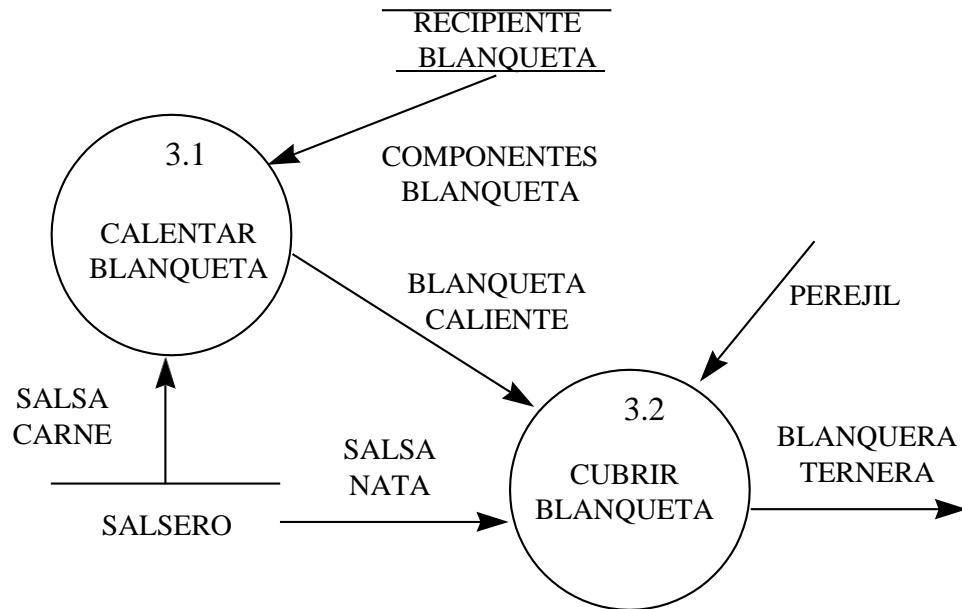 RECIPIENTE
BLANQUETA
3.1
CALENTAR
BLANQUETA
COMPONENTES
BLANQUETA
BLANQUETA
CALIENTE
PEREJIL
SALSA
CARNE
SALSERO
SALSA
NATA
3.2
CUBRIR
BLANQUETA
BLANQUERA
TERNERA